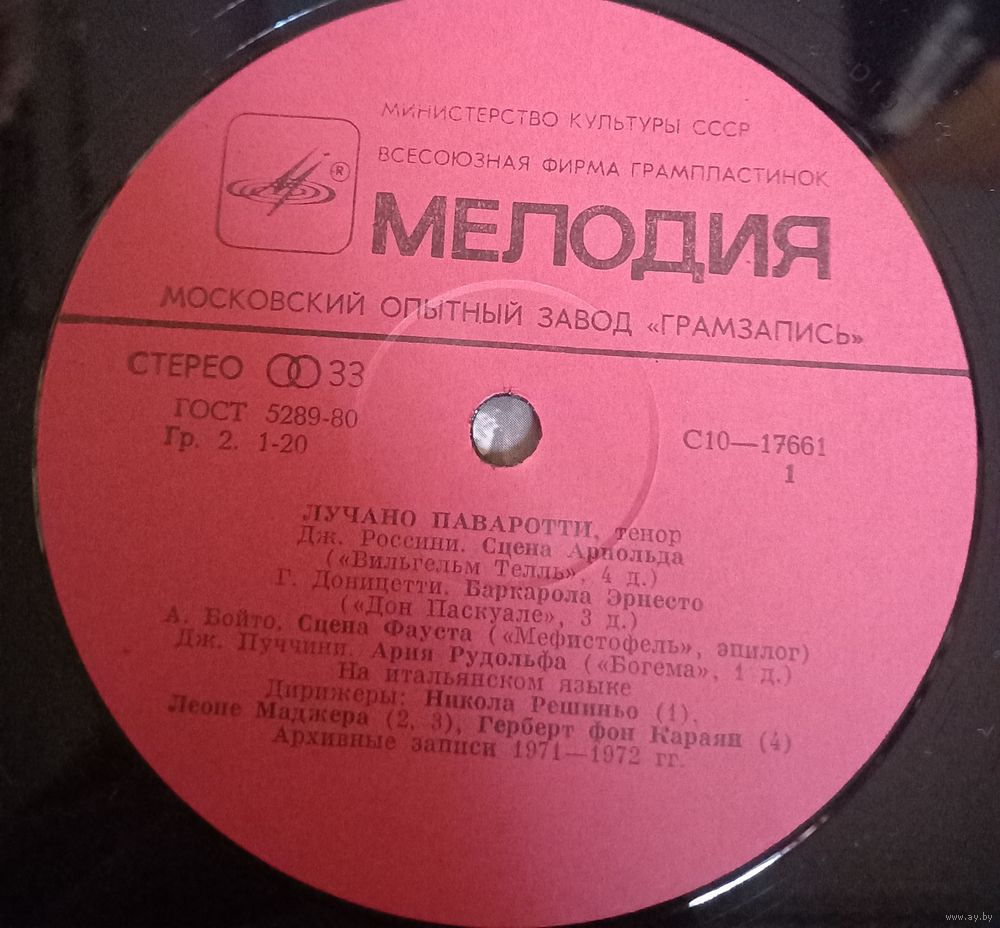 МИНИСТЕРСТВО КУЛЬТУРЫ СССР
ВСЕСОЮЗНАЯ ФИРМА ГРАМПЛАСТИНОК
®
МЕЛОДИЯ
МОСКОВСКИЙ ОПЫТНЫЙ ЗАВОД «ГРАМЗАПИСЬ»
СТЕРЕО 33
ГОСТ 5289-80
Гр. 2. 1-20
С10—17661
1
ЛУЧАНО ПАВАРОТТИ, тенор
Дж. Россини. Сцена Арнольда
(«Вильгельм Телль», 4 д.)
Г. Доницетти. Баркарола Эрнесто
(«Дон Паскуале», 3 д.)
А. Бойто. Сцена Фауста («Мефистофель», эпилог)
Дж. Пуччини. Ария Рудольфа («Богема», 1 д.)
На итальянском языке
Дирижеры: Никола Решиньо (1),
Леоне Маджера (2, 3), Герберт фон Караян (4)
Архивные записи 1971—1972 гг.
www.ay.by